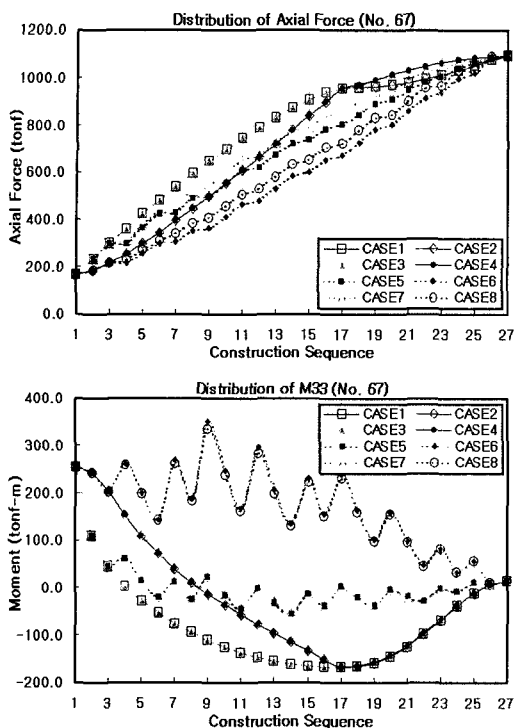 Distribution of Axial Force (No. 67)
1200.0
1000.0
800.0
600.0
400.0
200.0
0.0
Axial Force (tonf)
CASE1 CASE2
CASE3 CASE4
CASE5 CASE6
CASE7 CASE8
1 3 5 7 9 11 13 15 17 19 21 23 25 27
Construction Sequence
Distribution of M33 (No. 67)
400.0
300.0
200.0
100.0
0.0
-100.0
-200.0
Moment (tonf-m)
CASE1 CASE2
CASE3 CASE4
CASE5 CASE6
CASE7 CASE8
1 3 5 7 9 11 13 15 17 19 21 23 25 27
Construction Sequence